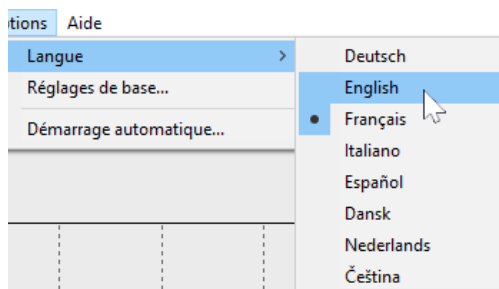 tions Aide
Langue
Réglages de base...
Démarrage automatique...
Deutsch
English
Français
Italiano
Español
Dansk
Nederlands
Čeština